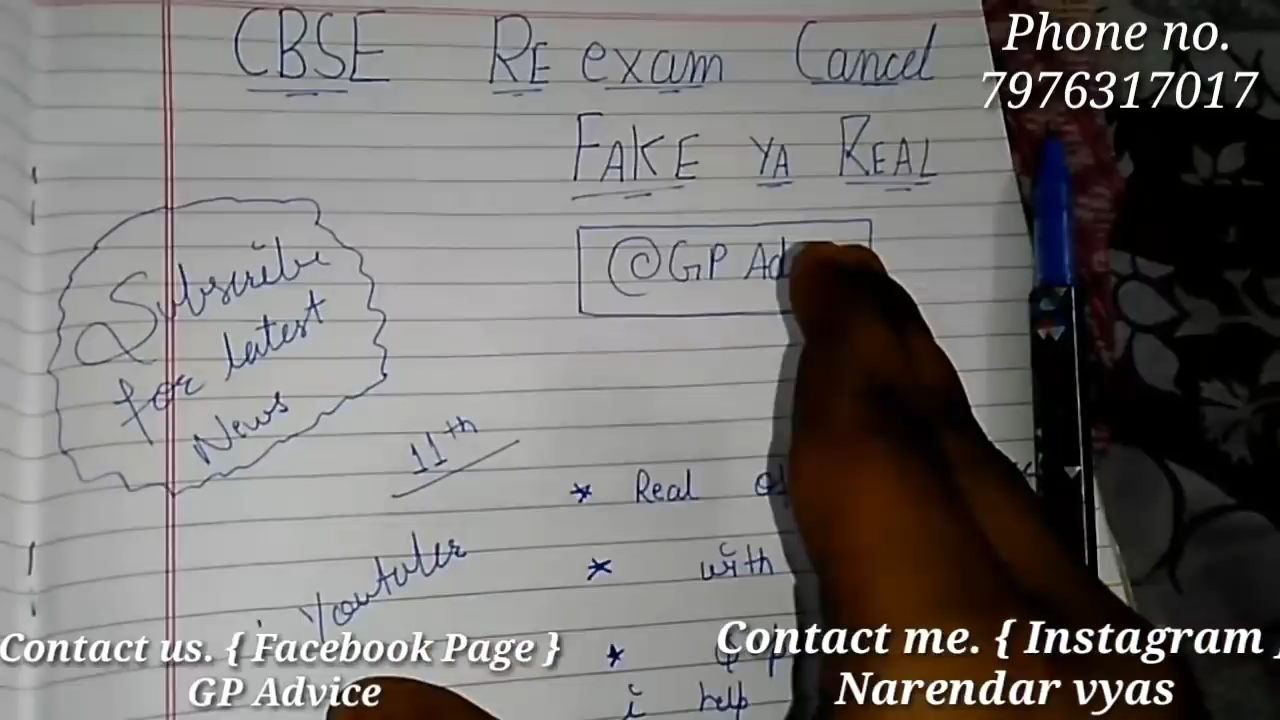 CBSE RE exam Cancel
FAKE YA REAL
@GP Ad
Subscribe
for latest
News
11th
* Real
Youtuber
* with
*
i help
Phone no.
7976317017
Contact us. { Facebook Page }
GP Advice
Contact me. { Instagram }
Narendar vyas